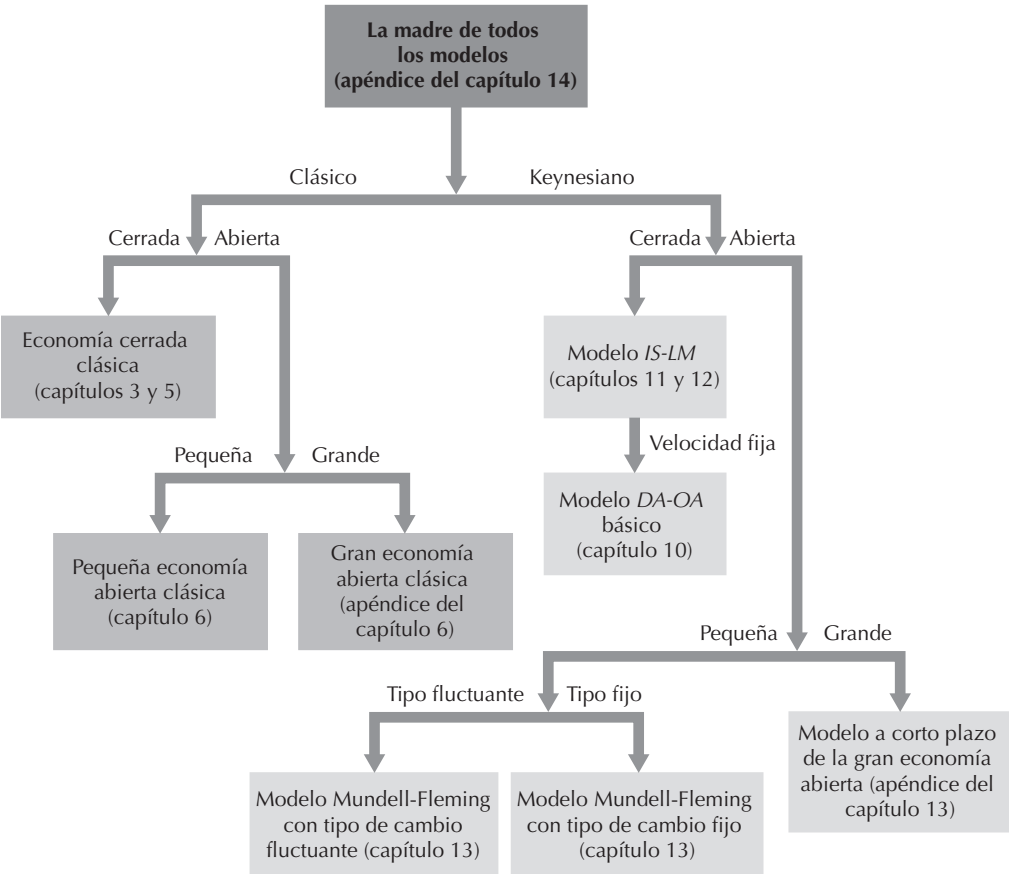 La madre de todos
los modelos
(apéndice del capítulo 14)
Clásico
Keynesiano
Cerrada
Abierta
Cerrada
Abierta
Economía cerrada
clásica
(capítulos 3 y 5)
Modelo IS-LM
(capítulos 11 y 12)
Velocidad fija
Pequeña
Grande
Modelo DA-OA
básico
(capítulo 10)
Pequeña economía
abierta clásica
(capítulo 6)
Gran economía
abierta clásica
(apéndice del
capítulo 6)
Pequeña
Grande
Tipo fluctuante
Tipo fijo
Modelo Mundell-Fleming
con tipo de cambio
fluctuante (capítulo 13)
Modelo Mundell-Fleming
con tipo de cambio fijo
(capítulo 13)
Modelo a corto plazo
de la gran economía
abierta (apéndice del
capítulo 13)